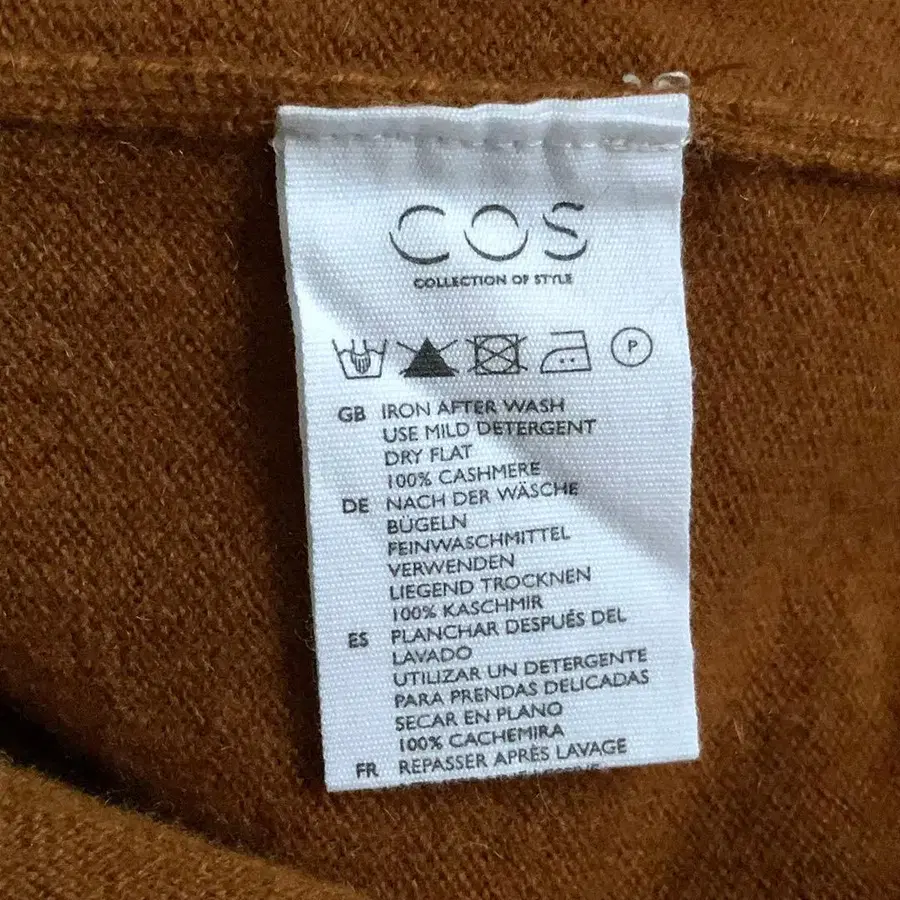 COS
COLLECTION OF STYLE
P
GB IRON AFTER WASH
USE MILD DETERGENT
DRY FLAT
100% CASHMERE
DE NACH DER WÄSCHE
BÜGELN
FEINWASCHMITTEL
VERWENDEN
LIEGEND TROCKNEN
100% KASCHMIR
ES PLANCHAR DESPUÉS DEL
LAVADO
UTILIZAR UN DETERGENTE
PARA PRENDAS DELICADAS
SECAR EN PLANO
100% CACHEMIRA
FR REPASSER APRÈS LAVAGE